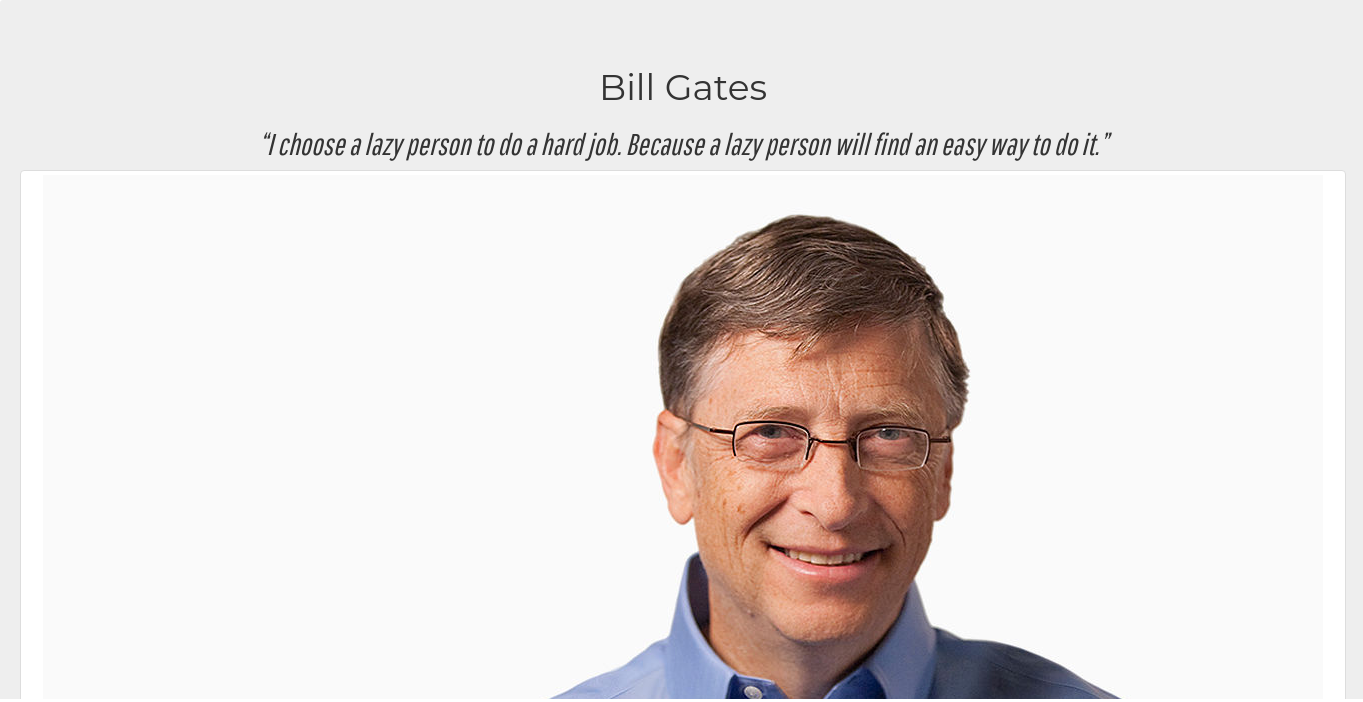 Bill Gates
“I choose a lazy person to do a hard job. Because a lazy person will find an easy way to do it.”